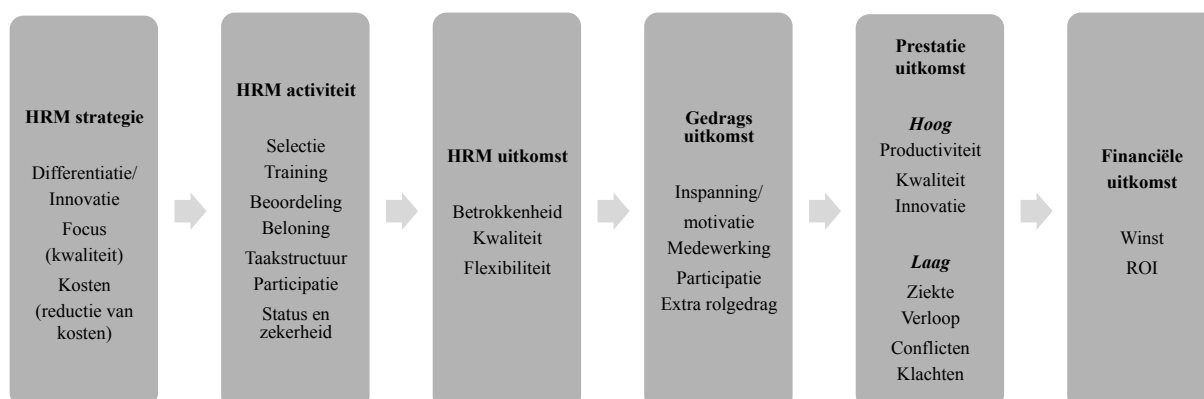 HRM strategie
Differentiatie/
Innovatie
Focus
(kwaliteit)
Kosten
(reductie van
kosten)
HRM activiteit
Selectie
Training
Beoordeling
Beloning
Taakstructuur
Participatie
Status en
zekerheid
HRM uitkomst
Betrokkenheid
Kwaliteit
Flexibiliteit
Gedrags
uitkomst
Inspanning/
motivatie
Medewerking
Participatie
Extra rolgedrag
Prestatie
uitkomst
Hoog
Productiviteit
Kwaliteit
Innovatie
Laag
Ziekte
Verloop
Conflicten
Klachten
Financiële
uitkomst
Winst
ROI